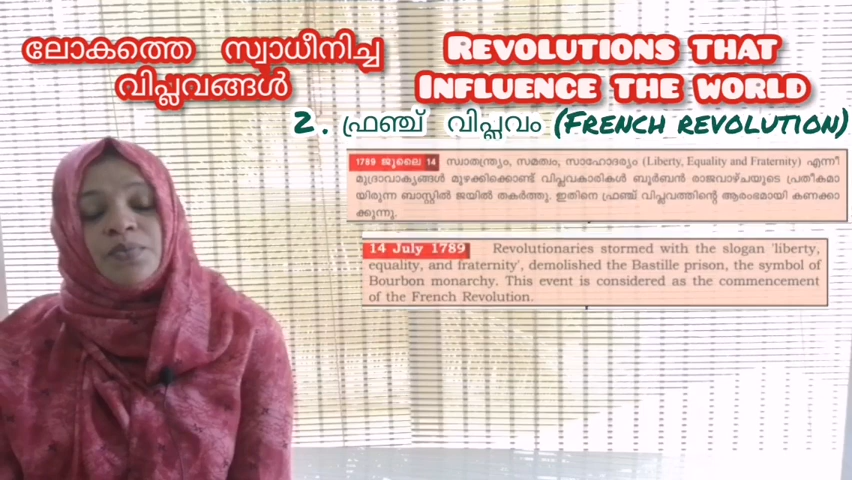 ലോകത്തെ സ്വാധീനിച്ച
വിപ്ലവങ്ങൾ
Revolutions that
Influence the world
2. ഫ്രഞ്ച് വിപ്ലവം (French revolution)
1789 ജൂലൈ 14 സ്വാതന്ത്ര്യം, സമത്വം, സാഹോദര്യം (Liberty, Equality and Fraternity) എന്നീ
മുദ്രാവാക്യങ്ങൾ മുഴക്കിക്കൊണ്ട് വിപ്ലവകാരികൾ ബൂർബൻ രാജവാഴ്ചയുടെ പ്രതീകമാ
യിരുന്ന ബാസ്റ്റിൽ ജയിൽ തകർത്തു. ഇതിനെ ഫ്രഞ്ച് വിപ്ലവത്തിന്റെ ആരംഭമായി കണക്കാ
ക്കുന്നു.
14 July 1789 Revolutionaries stormed with the slogan 'liberty,
equality, and fraternity', demolished the Bastille prison, the symbol of
Bourbon monarchy. This event is considered as the commencement
of the French Revolution.